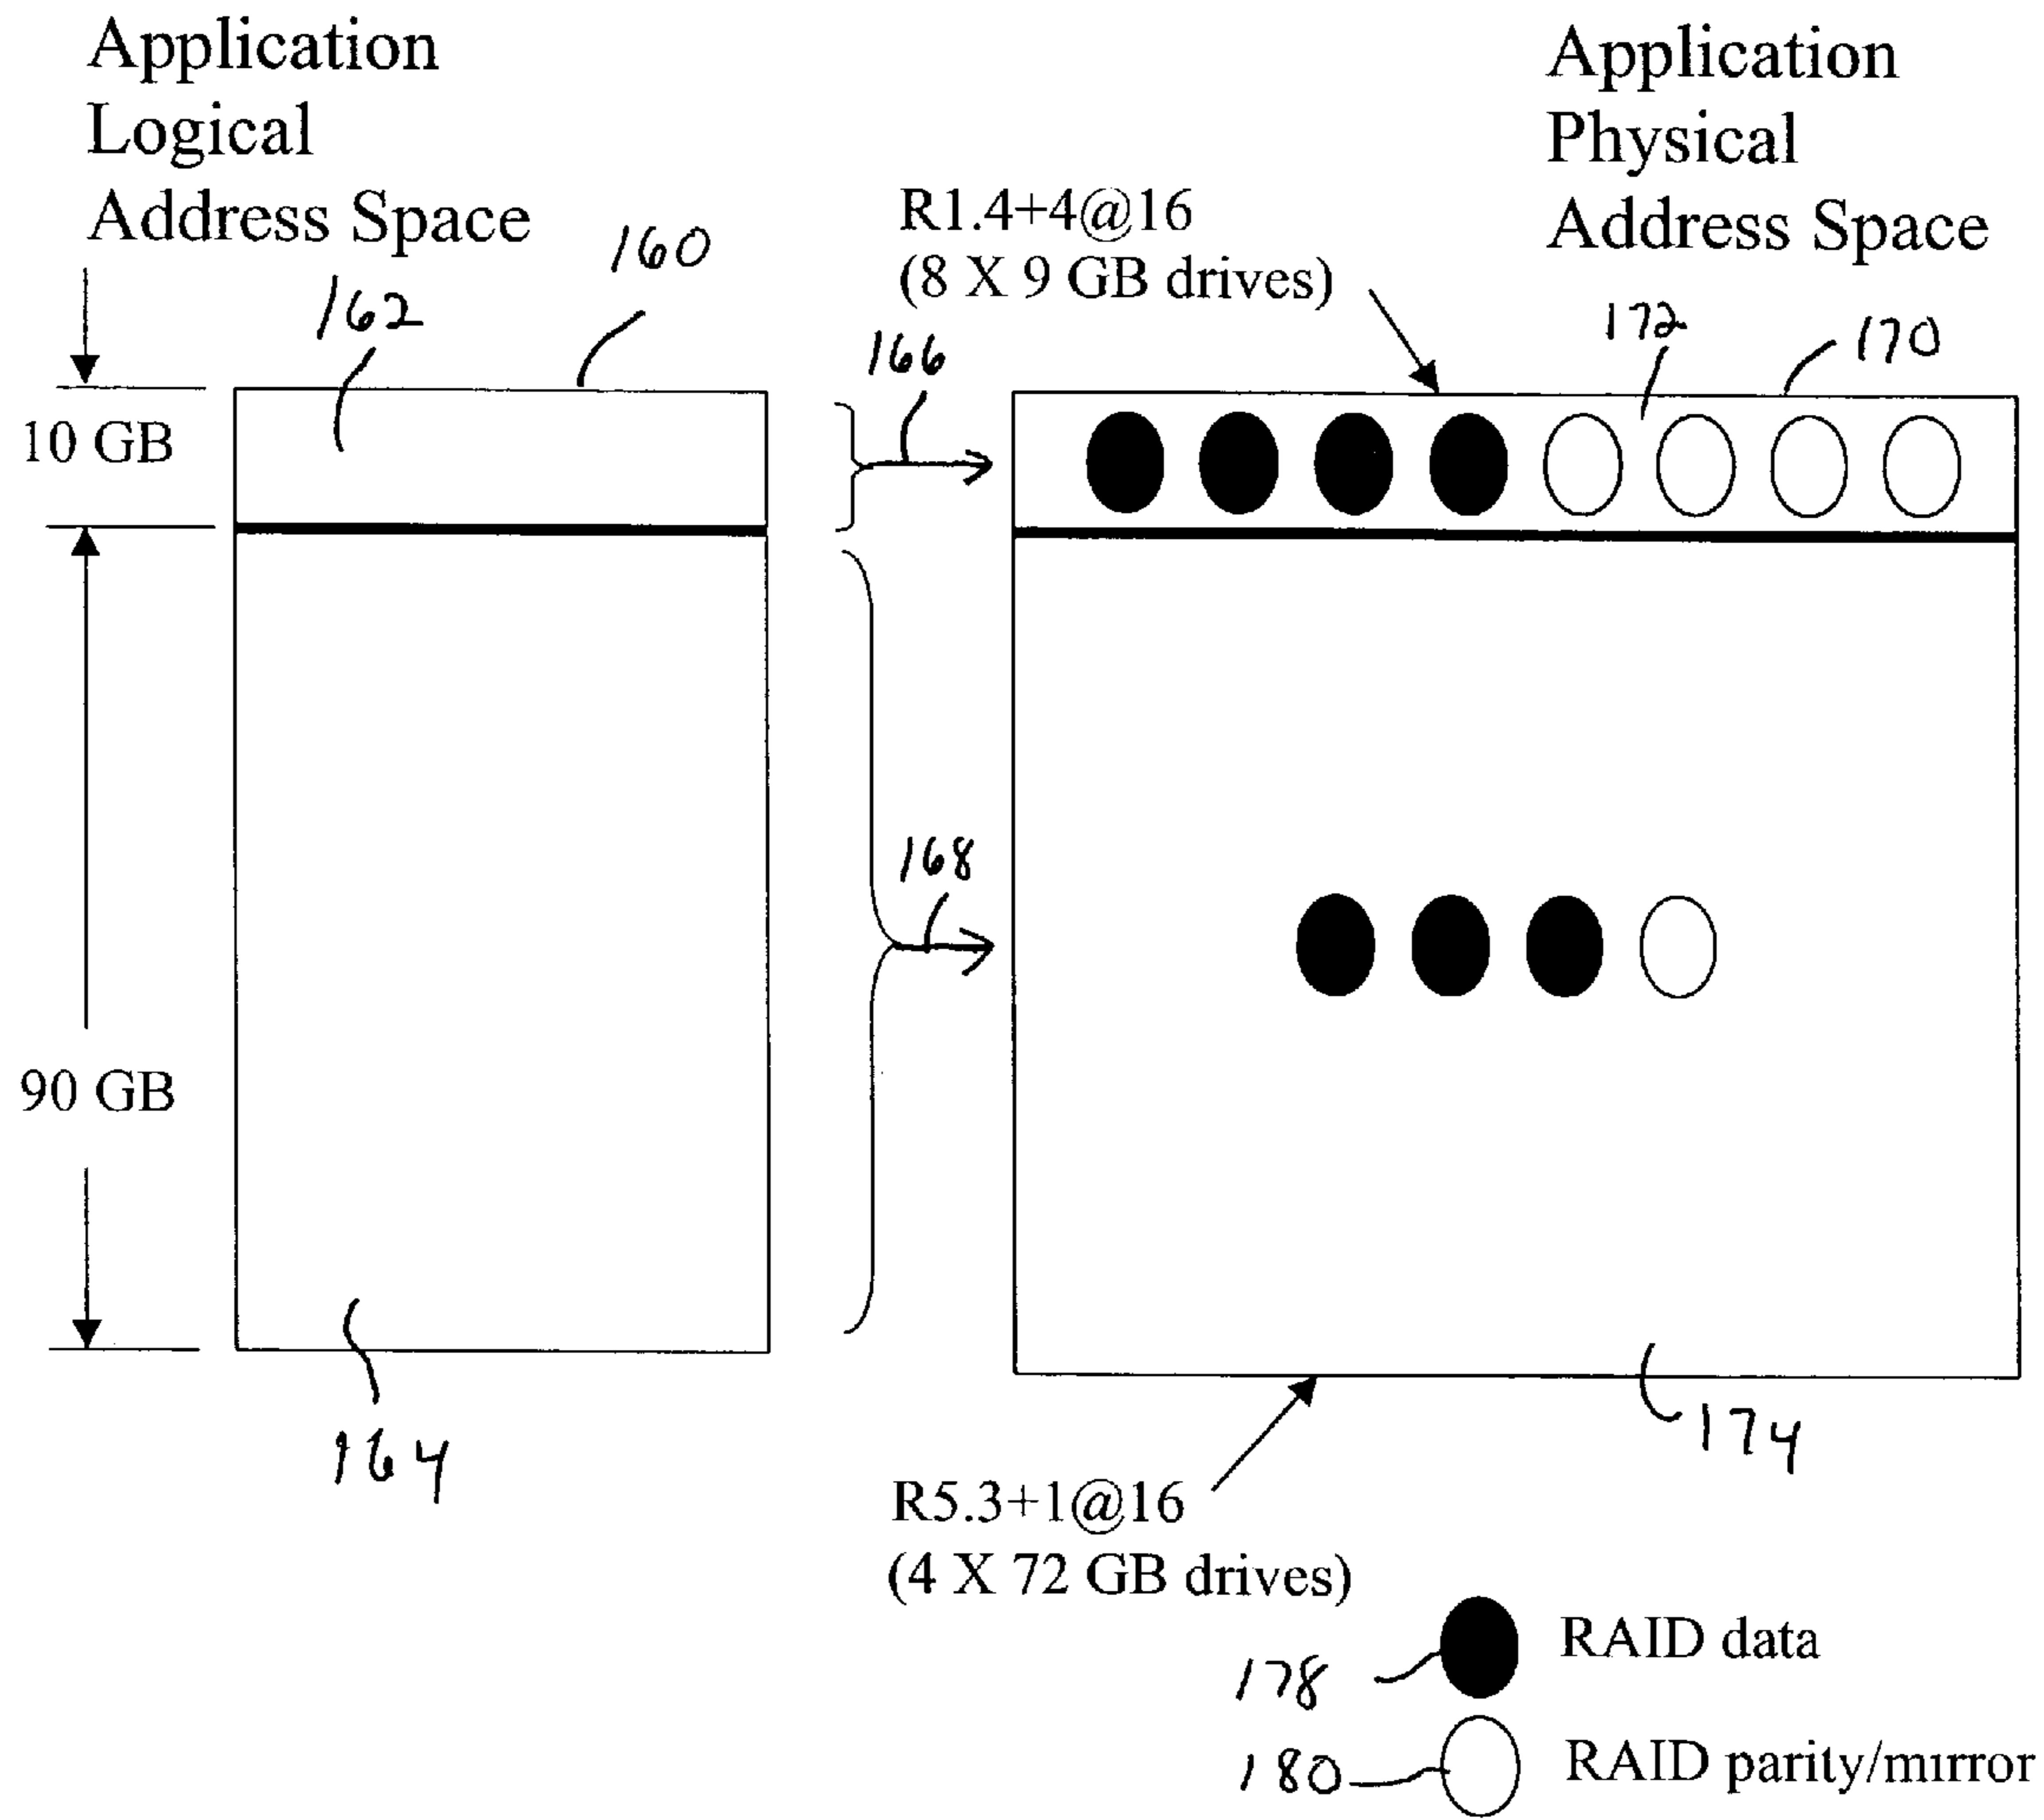 Application
Logical
Address Space
Application
Physical
Address Space
R1.4+4@16
(8 X 9 GB drives)
160
162
166
172
170
10 GB
168
90 GB
164
174
R5.3+1@16
(4 X 72 GB drives)
178
RAID data
180
RAID parity/mirror